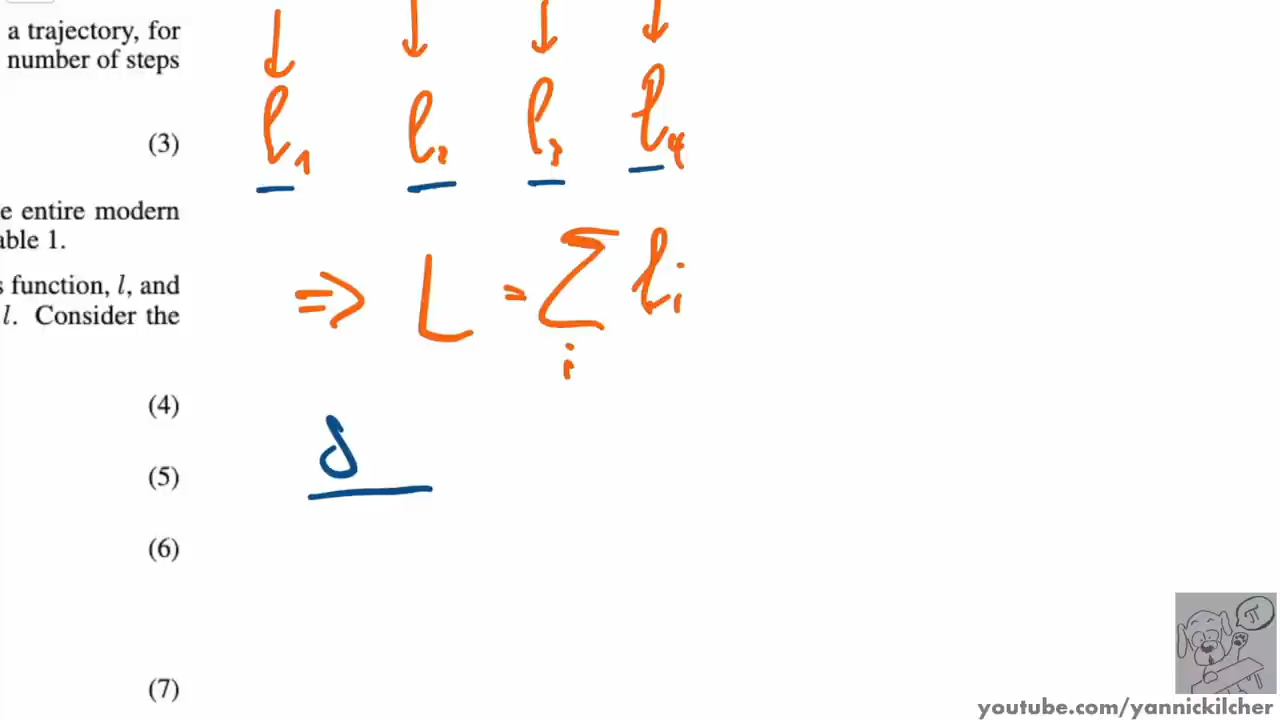 a trajectory, for
number of steps
l₁ l₂ l₃ l₄
(3)
e entire modern
able 1.
s function, l, and
l. Consider the
⇒ L = Σ lᵢ
i
(4)
∂
(5)
(6)
π
(7)
youtube.com/yannickilcher